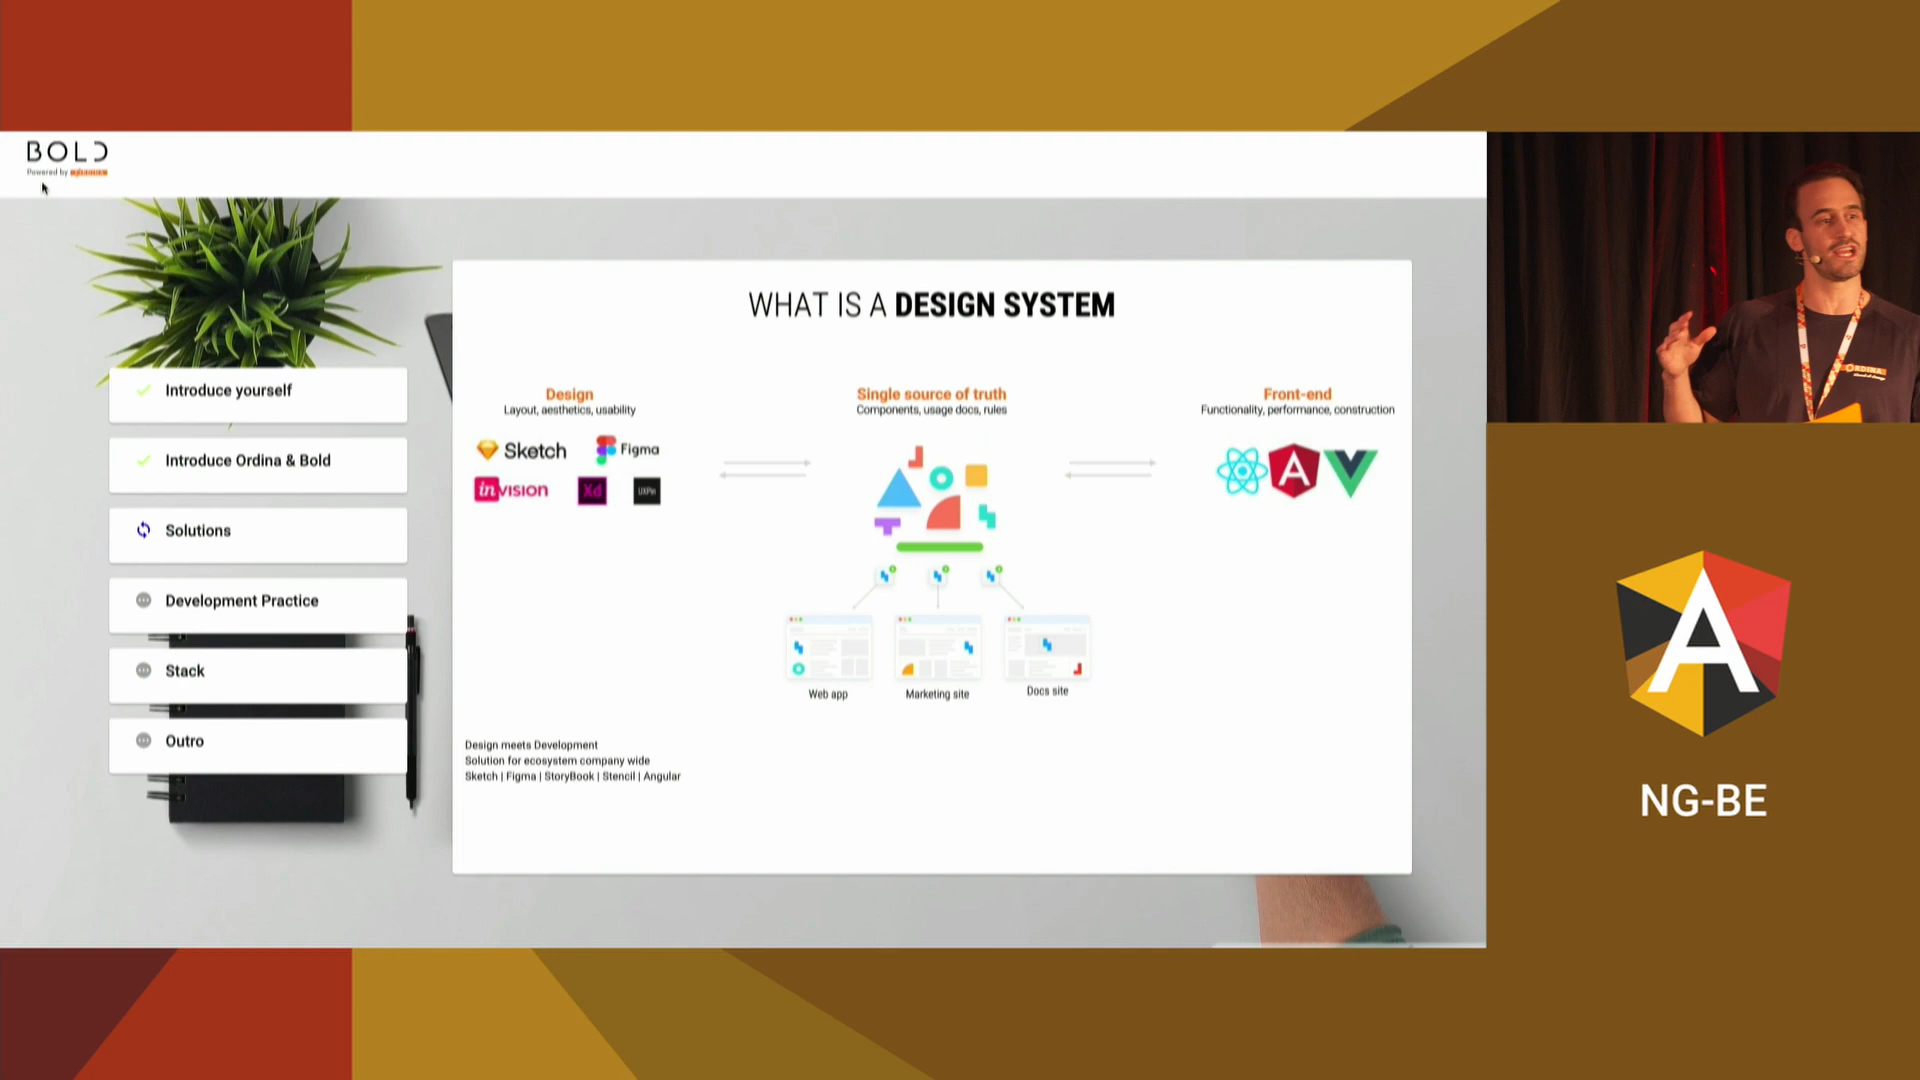 BOLD
Powered by
Introduce yourself
Introduce Ordina & Bold
Solutions
Development Practice
Stack
Outro
WHAT IS A DESIGN SYSTEM
Design
Layout, aesthetics, usability
Sketch
Figma
inVISION
Xd
UXPin
Single source of truth
Components, usage docs, rules
Web app
Marketing site
Docs site
Front-end
Functionality, performance, construction
A
Design meets Development
Solution for ecosystem company wide
Sketch | Figma | StoryBook | Stencil | Angular
ORDINA
A
NG-BE